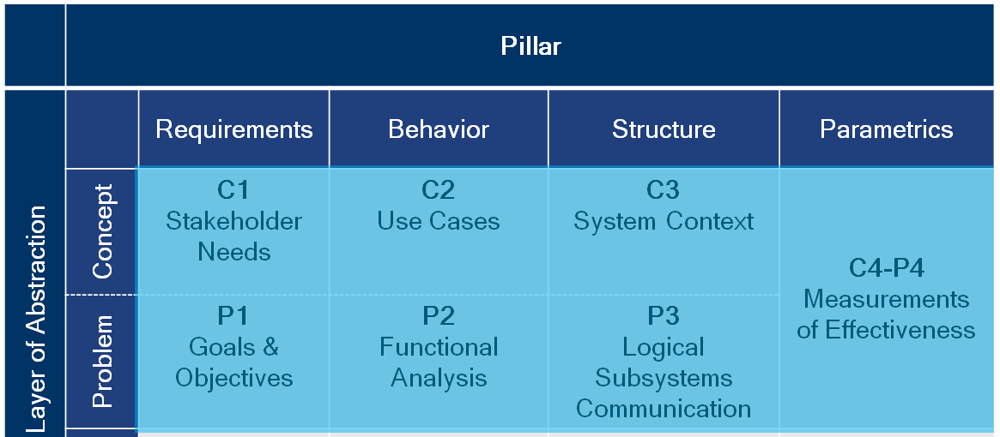 Pillar
Requirements
Behavior
Structure
Parametrics
Layer of Abstraction
Concept
C1
Stakeholder
Needs
C2
Use Cases
C3
System Context
C4-P4
Measurements
of Effectiveness
Problem
P1
Goals &
Objectives
P2
Functional
Analysis
P3
Logical
Subsystems
Communication